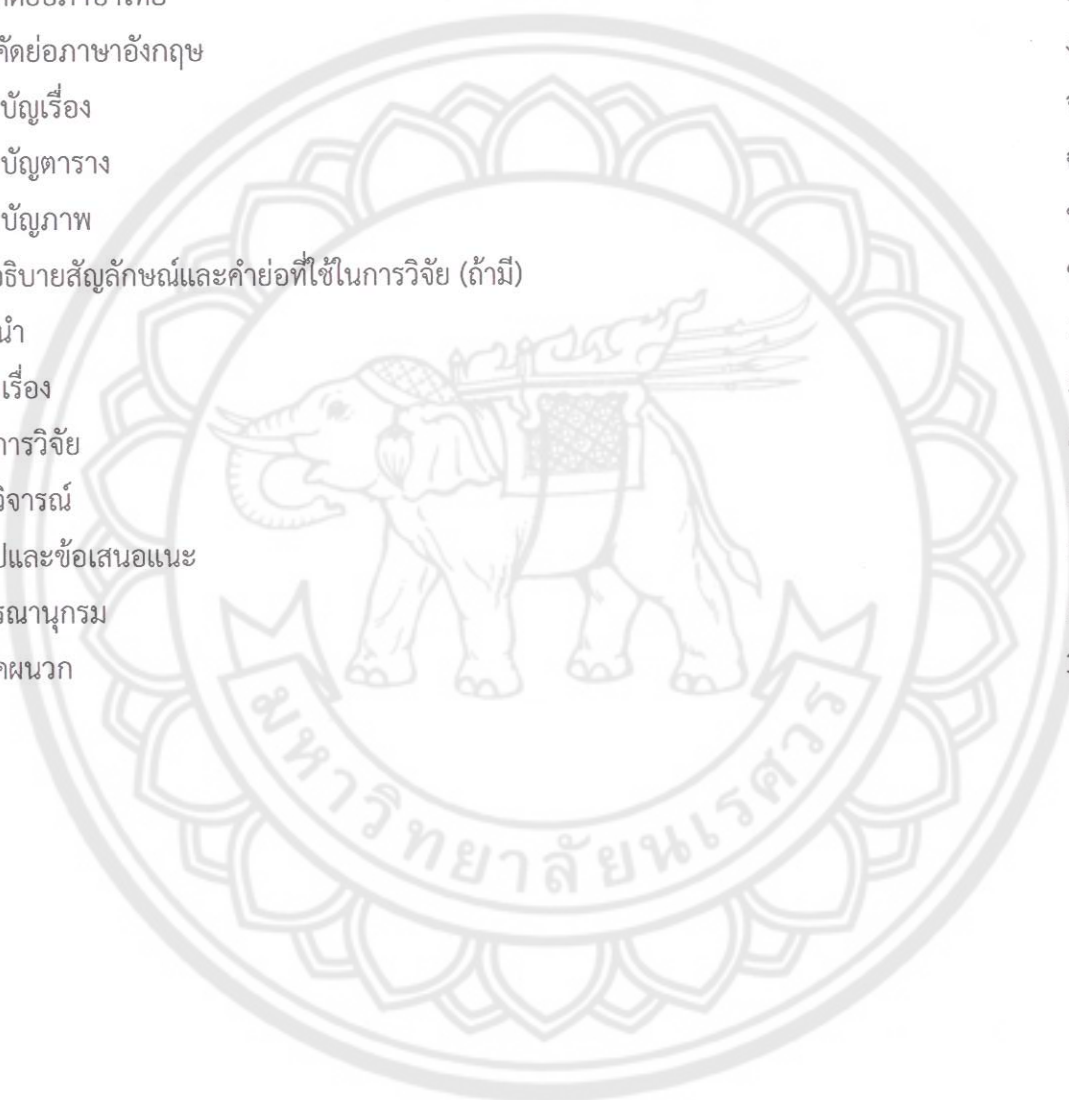 คัดย่อภาษาอังกฤษ
บัญเรื่อง
บัญตาราง
บัญภาพ
อธิบายสัญลักษณ์และคำย่อที่ใช้ในการวิจัย (ถ้ามี)
นำ
เรื่อง
การวิจัย
วิจารณ์
ปและข้อเสนอแนะ
รณานุกรม
คผนวก
มหาวิทยาลัยนเรศวร